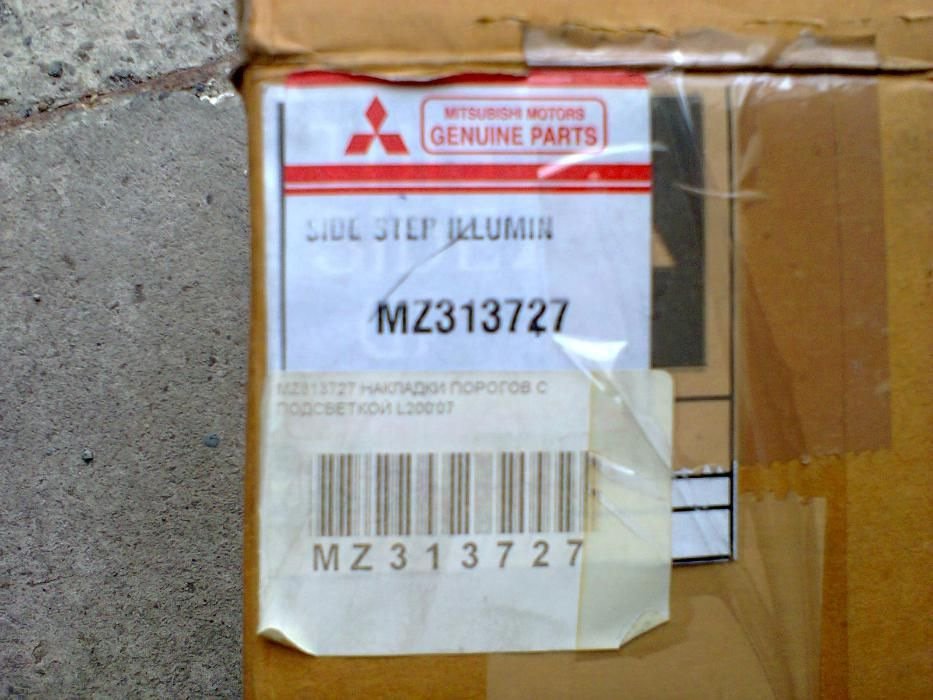 MITSUBISHI MOTORS
GENUINE PARTS
SIDE STEP ILLUMIN
MZ313727
MZ313727 НАКЛАДКИ ПОРОГОВ С
ПОДСВЕТКОЙ L200'07
MZ313727